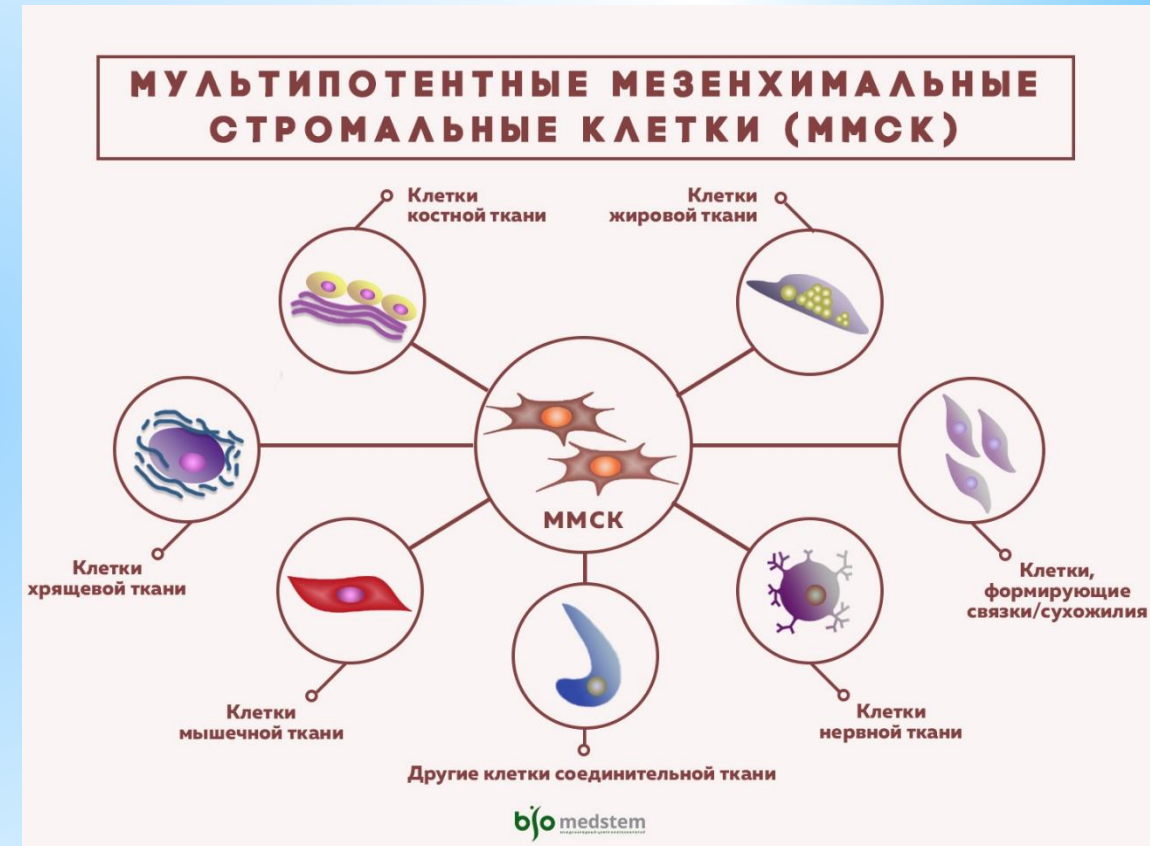 МУЛЬТИПОТЕНТНЫЕ МЕЗЕНХИМАЛЬНЫЕ
СТРОМАЛЬНЫЕ КЛЕТКИ (ММСК)
Клетки
костной ткани
Клетки
жировой ткани
ММСК
Клетки
хрящевой ткани
Клетки,
формирующие
связки/сухожилия
Клетки
мышечной ткани
Клетки
нервной ткани
Другие клетки соединительной ткани
bio medstem